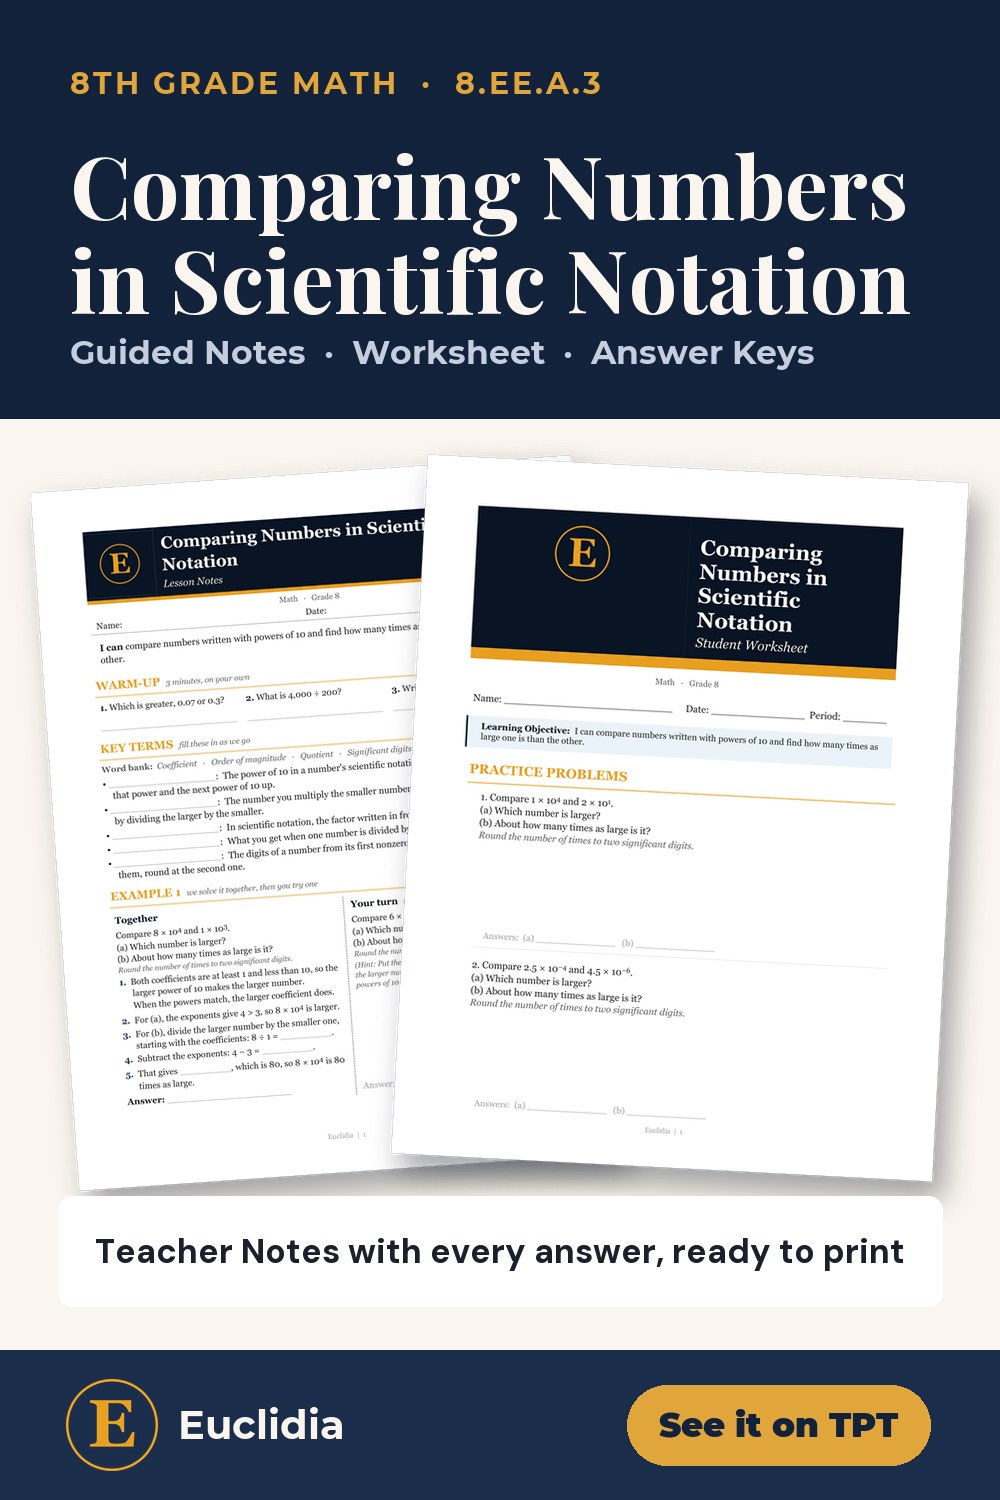 8TH GRADE MATH · 8.EE.A.3
Comparing Numbers
in Scientific Notation
Guided Notes · Worksheet · Answer Keys
E
Comparing Numbers in Scienti
Notation
Lesson Notes
Math · Grade 8
Name:
Date:
I can compare numbers written with powers of 10 and find how many times as
other.
WARM-UP 3 minutes, on your own
1. Which is greater, 0.07 or 0.3?
2. What is 4,000 ÷ 200?
3. Wri
KEY TERMS fill these in as we go
Word bank: Coefficient · Order of magnitude · Quotient · Significant digits
• ____ : The power of 10 in a number's scientific notati
that power and the next power of 10 up.
• ____ : The number you multiply the smaller number
by dividing the larger by the smaller.
• ____ : In scientific notation, the factor written in fr
• ____ : What you get when one number is divided by
• ____ : The digits of a number from its first nonzero
them, round at the second one.
EXAMPLE 1 we solve it together, then you try one
Together
Compare 8 × 10⁴ and 1 × 10³.
(a) Which number is larger?
(b) About how many times as large is it?
Round the number of times to two significant digits.
1. Both coefficients are at least 1 and less than 10, so the
larger power of 10 makes the larger number.
When the powers match, the larger coefficient does.
2. For (a), the exponents give 4 > 3, so 8 × 10⁴ is larger.
3. For (b), divide the larger number by the smaller one,
starting with the coefficients: 8 ÷ 1 = ____.
4. Subtract the exponents: 4 − 3 = ____.
5. That gives ____, which is 80, so 8 × 10⁴ is 80
times as large.
Answer: ____
Your turn
Compare 6 ×
(a) Which nu
(b) About ho
Round the nu
(Hint: Put the
the larger nu
powers of 10
Answer:
Euclidia | 1
E
Comparing
Numbers in
Scientific
Notation
Student Worksheet
Math · Grade 8
Name: ____ Date: ____ Period: ____
Learning Objective: I can compare numbers written with powers of 10 and find how many times as
large one is than the other.
PRACTICE PROBLEMS
1. Compare 1 × 10⁴ and 2 × 10¹.
(a) Which number is larger?
(b) About how many times as large is it?
Round the number of times to two significant digits.
Answers: (a) ____ (b) ____
2. Compare 2.5 × 10⁻⁴ and 4.5 × 10⁻⁶.
(a) Which number is larger?
(b) About how many times as large is it?
Round the number of times to two significant digits.
Answers: (a) ____ (b) ____
Euclidia | 1
Teacher Notes with every answer, ready to print
E
Euclidia
See it on TPT